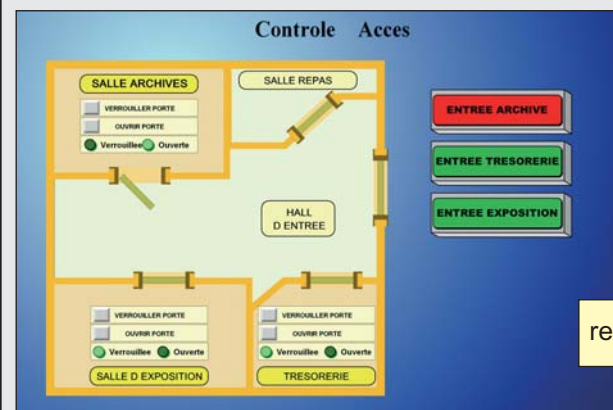 Controle Acces
SALLE ARCHIVES
VERROUILLER PORTE
OUVRIR PORTE
Verrouillee Ouverte
SALLE REPAS
HALL
D ENTREE
ENTREE ARCHIVE
ENTREE TRESORERIE
ENTREE EXPOSITION
VERROUILLER PORTE
OUVRIR PORTE
Verrouillee Ouverte
SALLE D EXPOSITION
VERROUILLER PORTE
OUVRIR PORTE
Verrouillee Ouverte
TRESORERIE
re